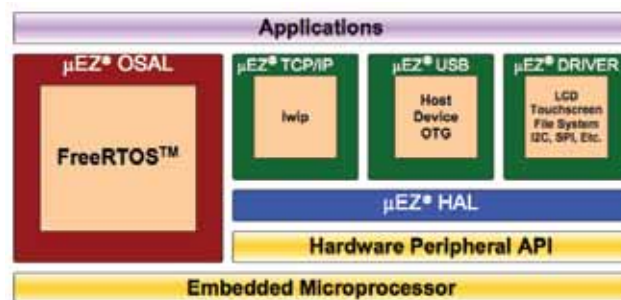 Applications
µEZ® OSAL
FreeRTOS™
µEZ® TCP/IP
lwip
µEZ® USB
Host
Device
OTG
µEZ® DRIVER
LCD
Touchscreen
File System
I2C, SPI, Etc.
µEZ® HAL
Hardware Peripheral API
Embedded Microprocessor